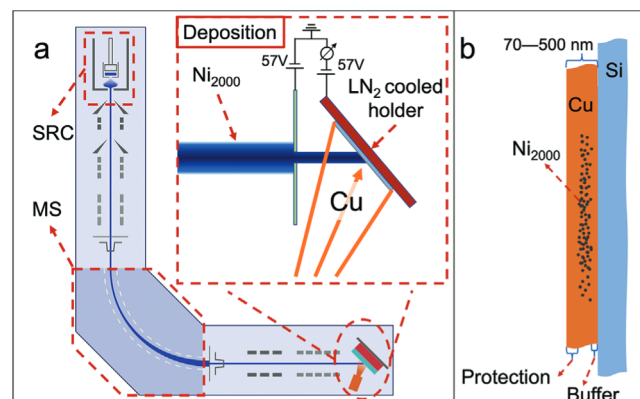 a
Deposition
57V
57V
Ni2000
LN2 cooled
holder
SRC
Cu
MS
b
70—500 nm
Si
Cu
Ni2000
Protection
Buffer